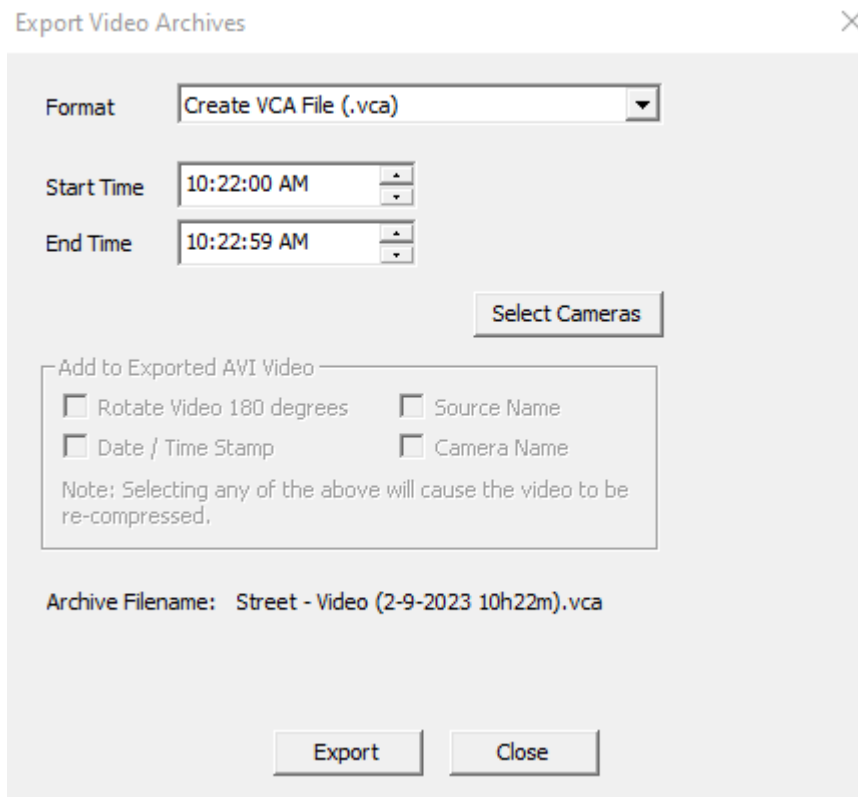 Export Video Archives
Format Create VCA File (.vca)
Start Time 10:22:00 AM
End Time 10:22:59 AM
Select Cameras
Add to Exported AVI Video
Rotate Video 180 degrees Source Name
Date / Time Stamp Camera Name
Note: Selecting any of the above will cause the video to be
re-compressed.
Archive Filename: Street - Video (2-9-2023 10h22m).vca
Export Close